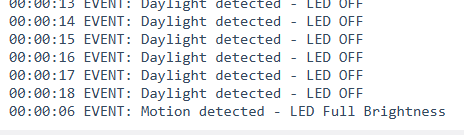 00:00:13 EVENT: Daylight detected - LED OFF
00:00:14 EVENT: Daylight detected - LED OFF
00:00:15 EVENT: Daylight detected - LED OFF
00:00:16 EVENT: Daylight detected - LED OFF
00:00:17 EVENT: Daylight detected - LED OFF
00:00:18 EVENT: Daylight detected - LED OFF
00:00:06 EVENT: Motion detected - LED Full Brightness